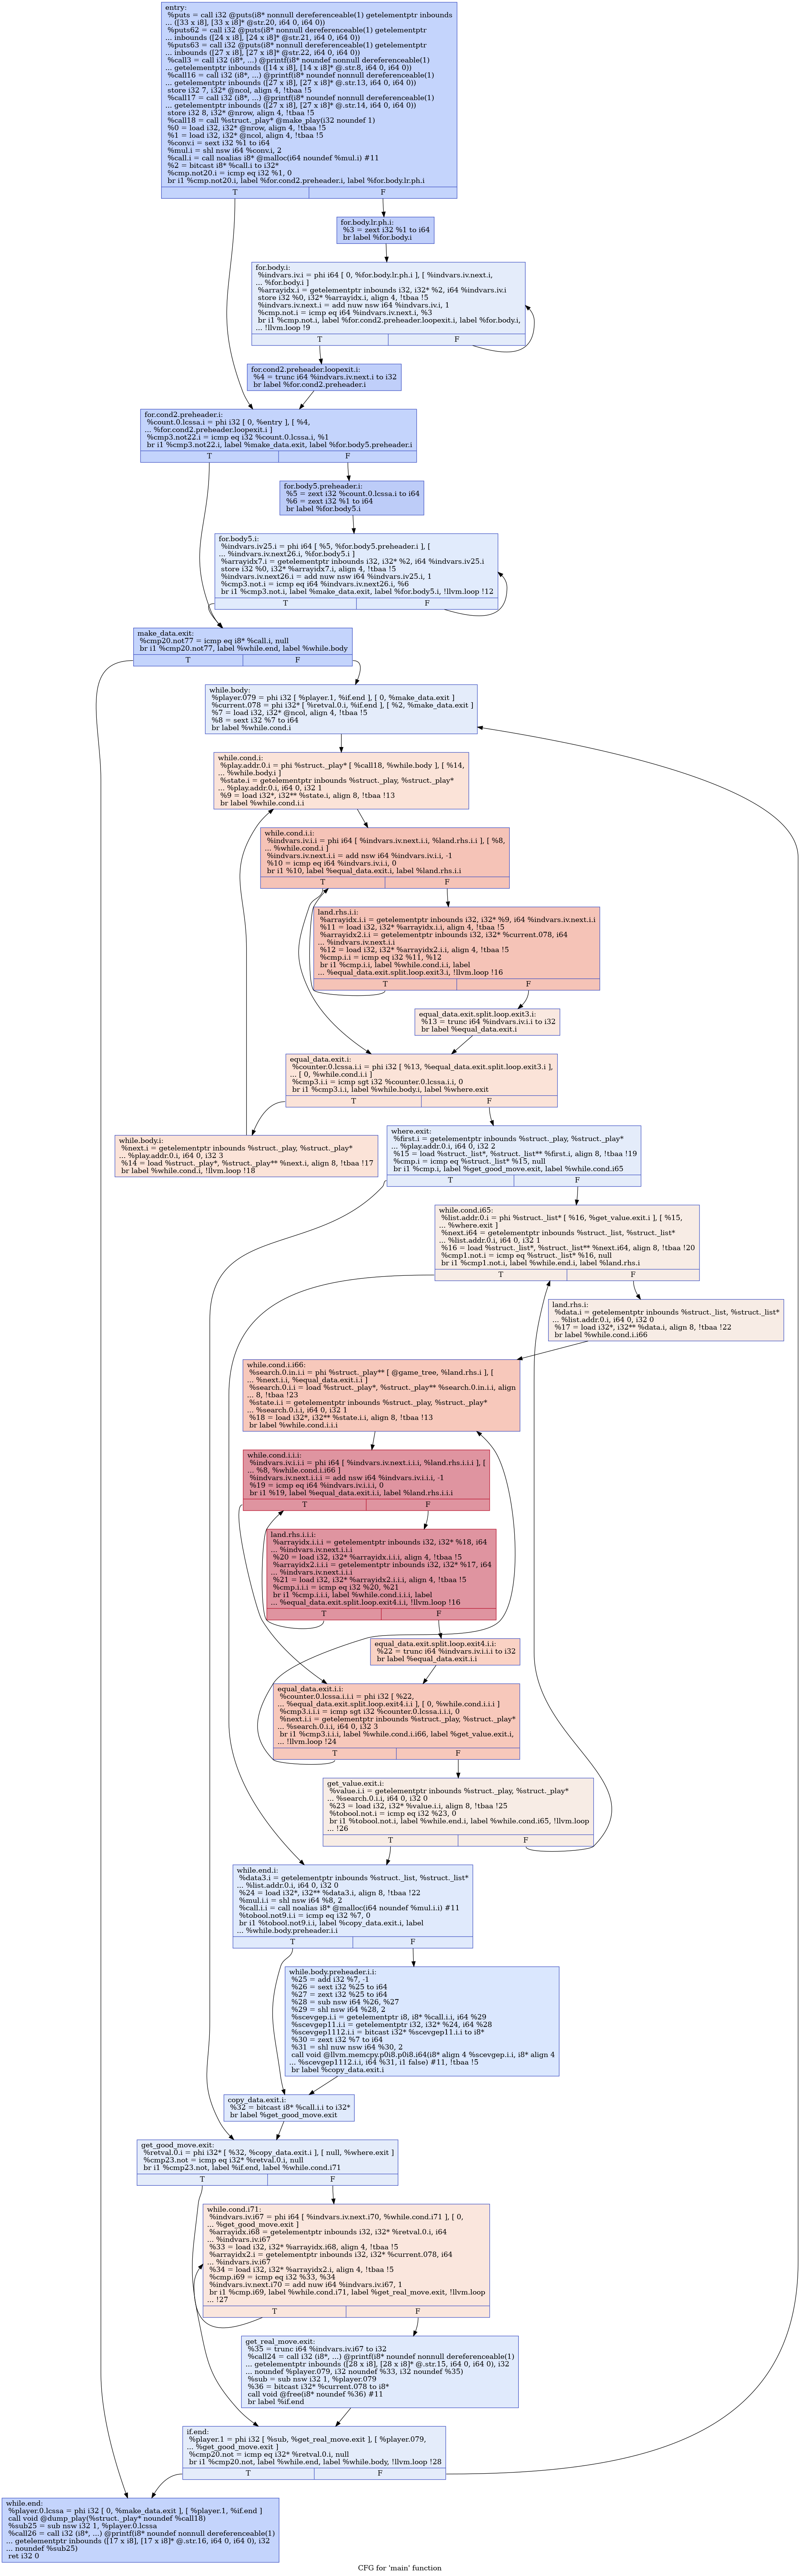 entry:
%puts = call i32 @puts(i8* nonnull dereferenceable(1) getelementptr inbounds
... ([33 x i8], [33 x i8]* @str.20, i64 0, i64 0))
%puts62 = call i32 @puts(i8* nonnull dereferenceable(1) getelementptr
... inbounds ([24 x i8], [24 x i8]* @str.21, i64 0, i64 0))
%puts63 = call i32 @puts(i8* nonnull dereferenceable(1) getelementptr
... inbounds ([27 x i8], [27 x i8]* @str.22, i64 0, i64 0))
%call3 = call i32 (i8*, ...) @printf(i8* noundef nonnull dereferenceable(1)
... getelementptr inbounds ([14 x i8], [14 x i8]* @.str.8, i64 0, i64 0))
%call16 = call i32 (i8*, ...) @printf(i8* noundef nonnull dereferenceable(1)
... getelementptr inbounds ([27 x i8], [27 x i8]* @.str.13, i64 0, i64 0))
store i32 7, i32* @ncol, align 4, !tbaa !5
%call17 = call i32 (i8*, ...) @printf(i8* noundef nonnull dereferenceable(1)
... getelementptr inbounds ([27 x i8], [27 x i8]* @.str.14, i64 0, i64 0))
store i32 8, i32* @nrow, align 4, !tbaa !5
%call18 = call %struct._play* @make_play(i32 noundef 1)
%0 = load i32, i32* @nrow, align 4, !tbaa !5
%1 = load i32, i32* @ncol, align 4, !tbaa !5
%conv.i = sext i32 %1 to i64
%mul.i = shl nsw i64 %conv.i, 2
%call.i = call noalias i8* @malloc(i64 noundef %mul.i) #11
%2 = bitcast i8* %call.i to i32*
%cmp.not20.i = icmp eq i32 %1, 0
br i1 %cmp.not20.i, label %for.cond2.preheader.i, label %for.body.lr.ph.i
T F
for.body.lr.ph.i:
%3 = zext i32 %1 to i64
br label %for.body.i
for.body.i:
%indvars.iv.i = phi i64 [ 0, %for.body.lr.ph.i ], [ %indvars.iv.next.i,
... %for.body.i ]
%arrayidx.i = getelementptr inbounds i32, i32* %2, i64 %indvars.iv.i
store i32 %0, i32* %arrayidx.i, align 4, !tbaa !5
%indvars.iv.next.i = add nuw nsw i64 %indvars.iv.i, 1
%cmp.not.i = icmp eq i64 %indvars.iv.next.i, %3
br i1 %cmp.not.i, label %for.cond2.preheader.loopexit.i, label %for.body.i,
... !llvm.loop !9
T F
for.cond2.preheader.loopexit.i:
%4 = trunc i64 %indvars.iv.next.i to i32
br label %for.cond2.preheader.i
for.cond2.preheader.i:
%count.0.lcssa.i = phi i32 [ 0, %entry ], [ %4,
... %for.cond2.preheader.loopexit.i ]
%cmp3.not22.i = icmp eq i32 %count.0.lcssa.i, %1
br i1 %cmp3.not22.i, label %make_data.exit, label %for.body5.preheader.i
T F
for.body5.preheader.i:
%5 = zext i32 %count.0.lcssa.i to i64
%6 = zext i32 %1 to i64
br label %for.body5.i
for.body5.i:
%indvars.iv25.i = phi i64 [ %5, %for.body5.preheader.i ], [
... %indvars.iv.next26.i, %for.body5.i ]
%arrayidx7.i = getelementptr inbounds i32, i32* %2, i64 %indvars.iv25.i
store i32 %0, i32* %arrayidx7.i, align 4, !tbaa !5
%indvars.iv.next26.i = add nuw nsw i64 %indvars.iv25.i, 1
%cmp3.not.i = icmp eq i64 %indvars.iv.next26.i, %6
br i1 %cmp3.not.i, label %make_data.exit, label %for.body5.i, !llvm.loop !12
T F
make_data.exit:
%cmp20.not77 = icmp eq i8* %call.i, null
br i1 %cmp20.not77, label %while.end, label %while.body
T F
while.body:
%player.079 = phi i32 [ %player.1, %if.end ], [ 0, %make_data.exit ]
%current.078 = phi i32* [ %retval.0.i, %if.end ], [ %2, %make_data.exit ]
%7 = load i32, i32* @ncol, align 4, !tbaa !5
%8 = sext i32 %7 to i64
br label %while.cond.i
while.cond.i:
%play.addr.0.i = phi %struct._play* [ %call18, %while.body ], [ %14,
... %while.body.i ]
%state.i = getelementptr inbounds %struct._play, %struct._play*
... %play.addr.0.i, i64 0, i32 1
%9 = load i32*, i32** %state.i, align 8, !tbaa !13
br label %while.cond.i.i
while.cond.i.i:
%indvars.iv.i.i = phi i64 [ %indvars.iv.next.i.i, %land.rhs.i.i ], [ %8,
... %while.cond.i ]
%indvars.iv.next.i.i = add nsw i64 %indvars.iv.i.i, -1
%10 = icmp eq i64 %indvars.iv.i.i, 0
br i1 %10, label %equal_data.exit.i, label %land.rhs.i.i
T F
land.rhs.i.i:
%arrayidx.i.i = getelementptr inbounds i32, i32* %9, i64 %indvars.iv.next.i.i
%11 = load i32, i32* %arrayidx.i.i, align 4, !tbaa !5
%arrayidx2.i.i = getelementptr inbounds i32, i32* %current.078, i64
... %indvars.iv.next.i.i
%12 = load i32, i32* %arrayidx2.i.i, align 4, !tbaa !5
%cmp.i.i = icmp eq i32 %11, %12
br i1 %cmp.i.i, label %while.cond.i.i, label
... %equal_data.exit.split.loop.exit3.i, !llvm.loop !16
T F
equal_data.exit.split.loop.exit3.i:
%13 = trunc i64 %indvars.iv.i.i to i32
br label %equal_data.exit.i
equal_data.exit.i:
%counter.0.lcssa.i.i = phi i32 [ %13, %equal_data.exit.split.loop.exit3.i ],
... [ 0, %while.cond.i.i ]
%cmp3.i.i = icmp sgt i32 %counter.0.lcssa.i.i, 0
br i1 %cmp3.i.i, label %while.body.i, label %where.exit
T F
while.body.i:
%next.i = getelementptr inbounds %struct._play, %struct._play*
... %play.addr.0.i, i64 0, i32 3
%14 = load %struct._play*, %struct._play** %next.i, align 8, !tbaa !17
br label %while.cond.i, !llvm.loop !18
where.exit:
%first.i = getelementptr inbounds %struct._play, %struct._play*
... %play.addr.0.i, i64 0, i32 2
%15 = load %struct._list*, %struct._list** %first.i, align 8, !tbaa !19
%cmp.i = icmp eq %struct._list* %15, null
br i1 %cmp.i, label %get_good_move.exit, label %while.cond.i65
T F
while.cond.i65:
%list.addr.0.i = phi %struct._list* [ %16, %get_value.exit.i ], [ %15,
... %where.exit ]
%next.i64 = getelementptr inbounds %struct._list, %struct._list*
... %list.addr.0.i, i64 0, i32 1
%16 = load %struct._list*, %struct._list** %next.i64, align 8, !tbaa !20
%cmp1.not.i = icmp eq %struct._list* %16, null
br i1 %cmp1.not.i, label %while.end.i, label %land.rhs.i
T F
land.rhs.i:
%data.i = getelementptr inbounds %struct._list, %struct._list*
... %list.addr.0.i, i64 0, i32 0
%17 = load i32*, i32** %data.i, align 8, !tbaa !22
br label %while.cond.i.i66
while.cond.i.i66:
%search.0.in.i.i = phi %struct._play** [ @game_tree, %land.rhs.i ], [
... %next.i.i, %equal_data.exit.i.i ]
%search.0.i.i = load %struct._play*, %struct._play** %search.0.in.i.i, align
... 8, !tbaa !23
%state.i.i = getelementptr inbounds %struct._play, %struct._play*
... %search.0.i.i, i64 0, i32 1
%18 = load i32*, i32** %state.i.i, align 8, !tbaa !13
br label %while.cond.i.i.i
while.cond.i.i.i:
%indvars.iv.i.i.i = phi i64 [ %indvars.iv.next.i.i.i, %land.rhs.i.i.i ], [
... %8, %while.cond.i.i66 ]
%indvars.iv.next.i.i.i = add nsw i64 %indvars.iv.i.i.i, -1
%19 = icmp eq i64 %indvars.iv.i.i.i, 0
br i1 %19, label %equal_data.exit.i.i, label %land.rhs.i.i.i
T F
land.rhs.i.i.i:
%arrayidx.i.i.i = getelementptr inbounds i32, i32* %18, i64
... %indvars.iv.next.i.i.i
%20 = load i32, i32* %arrayidx.i.i.i, align 4, !tbaa !5
%arrayidx2.i.i.i = getelementptr inbounds i32, i32* %17, i64
... %indvars.iv.next.i.i.i
%21 = load i32, i32* %arrayidx2.i.i.i, align 4, !tbaa !5
%cmp.i.i.i = icmp eq i32 %20, %21
br i1 %cmp.i.i.i, label %while.cond.i.i.i, label
... %equal_data.exit.split.loop.exit4.i.i, !llvm.loop !16
T F
equal_data.exit.split.loop.exit4.i.i:
%22 = trunc i64 %indvars.iv.i.i.i to i32
br label %equal_data.exit.i.i
equal_data.exit.i.i:
%counter.0.lcssa.i.i.i = phi i32 [ %22,
... %equal_data.exit.split.loop.exit4.i.i ], [ 0, %while.cond.i.i.i ]
%cmp3.i.i.i = icmp sgt i32 %counter.0.lcssa.i.i.i, 0
%next.i.i = getelementptr inbounds %struct._play, %struct._play*
... %search.0.i.i, i64 0, i32 3
br i1 %cmp3.i.i.i, label %while.cond.i.i66, label %get_value.exit.i,
... !llvm.loop !24
T F
get_value.exit.i:
%value.i.i = getelementptr inbounds %struct._play, %struct._play*
... %search.0.i.i, i64 0, i32 0
%23 = load i32, i32* %value.i.i, align 8, !tbaa !25
%tobool.not.i = icmp eq i32 %23, 0
br i1 %tobool.not.i, label %while.end.i, label %while.cond.i65, !llvm.loop
... !26
T F
while.end.i:
%data3.i = getelementptr inbounds %struct._list, %struct._list*
... %list.addr.0.i, i64 0, i32 0
%24 = load i32*, i32** %data3.i, align 8, !tbaa !22
%mul.i.i = shl nsw i64 %8, 2
%call.i.i = call noalias i8* @malloc(i64 noundef %mul.i.i) #11
%tobool.not9.i.i = icmp eq i32 %7, 0
br i1 %tobool.not9.i.i, label %copy_data.exit.i, label
... %while.body.preheader.i.i
T F
while.body.preheader.i.i:
%25 = add i32 %7, -1
%26 = sext i32 %25 to i64
%27 = zext i32 %25 to i64
%28 = sub nsw i64 %26, %27
%29 = shl nsw i64 %28, 2
%scevgep.i.i = getelementptr i8, i8* %call.i.i, i64 %29
%scevgep11.i.i = getelementptr i32, i32* %24, i64 %28
%scevgep1112.i.i = bitcast i32* %scevgep11.i.i to i8*
%30 = zext i32 %7 to i64
%31 = shl nuw nsw i64 %30, 2
call void @llvm.memcpy.p0i8.p0i8.i64(i8* align 4 %scevgep.i.i, i8* align 4
... %scevgep1112.i.i, i64 %31, i1 false) #11, !tbaa !5
br label %copy_data.exit.i
copy_data.exit.i:
%32 = bitcast i8* %call.i.i to i32*
br label %get_good_move.exit
get_good_move.exit:
%retval.0.i = phi i32* [ %32, %copy_data.exit.i ], [ null, %where.exit ]
%cmp23.not = icmp eq i32* %retval.0.i, null
br i1 %cmp23.not, label %if.end, label %while.cond.i71
T F
while.cond.i71:
%indvars.iv.i67 = phi i64 [ %indvars.iv.next.i70, %while.cond.i71 ], [ 0,
... %get_good_move.exit ]
%arrayidx.i68 = getelementptr inbounds i32, i32* %retval.0.i, i64
... %indvars.iv.i67
%33 = load i32, i32* %arrayidx.i68, align 4, !tbaa !5
%arrayidx2.i = getelementptr inbounds i32, i32* %current.078, i64
... %indvars.iv.i67
%34 = load i32, i32* %arrayidx2.i, align 4, !tbaa !5
%cmp.i69 = icmp eq i32 %33, %34
%indvars.iv.next.i70 = add nuw i64 %indvars.iv.i67, 1
br i1 %cmp.i69, label %while.cond.i71, label %get_real_move.exit, !llvm.loop
... !27
T F
get_real_move.exit:
%35 = trunc i64 %indvars.iv.i67 to i32
%call24 = call i32 (i8*, ...) @printf(i8* noundef nonnull dereferenceable(1)
... getelementptr inbounds ([28 x i8], [28 x i8]* @.str.15, i64 0, i64 0), i32
... noundef %player.079, i32 noundef %33, i32 noundef %35)
%sub = sub nsw i32 1, %player.079
%36 = bitcast i32* %current.078 to i8*
call void @free(i8* noundef %36) #11
br label %if.end
if.end:
%player.1 = phi i32 [ %sub, %get_real_move.exit ], [ %player.079,
... %get_good_move.exit ]
%cmp20.not = icmp eq i32* %retval.0.i, null
br i1 %cmp20.not, label %while.end, label %while.body, !llvm.loop !28
T F
while.end:
%player.0.lcssa = phi i32 [ 0, %make_data.exit ], [ %player.1, %if.end ]
call void @dump_play(%struct._play* noundef %call18)
%sub25 = sub nsw i32 1, %player.0.lcssa
%call26 = call i32 (i8*, ...) @printf(i8* noundef nonnull dereferenceable(1)
... getelementptr inbounds ([17 x i8], [17 x i8]* @.str.16, i64 0, i64 0), i32
... noundef %sub25)
ret i32 0
CFG for 'main' function